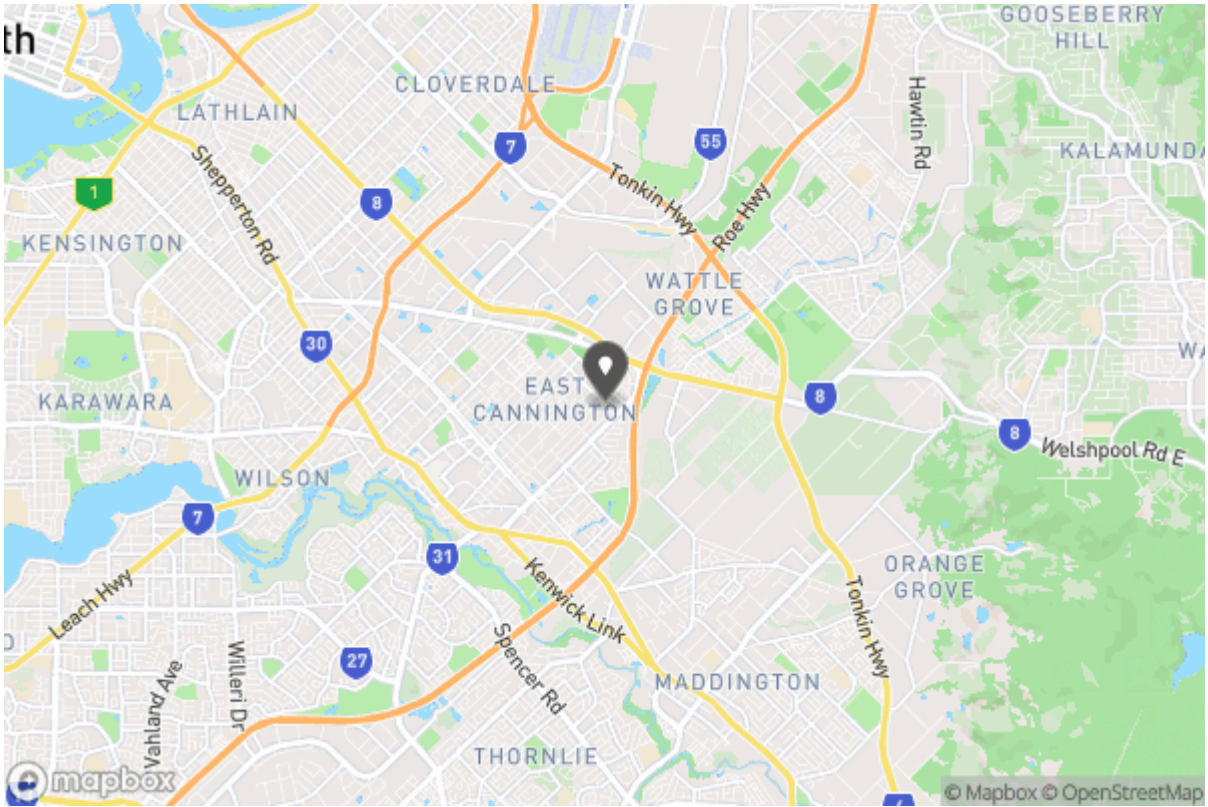 GOOSEBERRY
HILL
th
CLOVERDALE
LATHLAIN
Hawtin Rd
7
55
KALAMUNDA
Shepperton Rd
Tonkin Hwy
1
8
Roe Hwy
KENSINGTON
WATTLE
GROVE
30
WA
EAST
CANNINGTON
KARAWARA
8
8
Welshpool Rd E
WILSON
7
31
ORANGE
GROVE
Leach Hwy
Kenwick Link
Tonkin Hwy
O
27
Spencer Rd
Willeri Dr
Vahland Ave
MADDINGTON
THORNLIE
mapbox
© Mapbox © OpenStreetMap